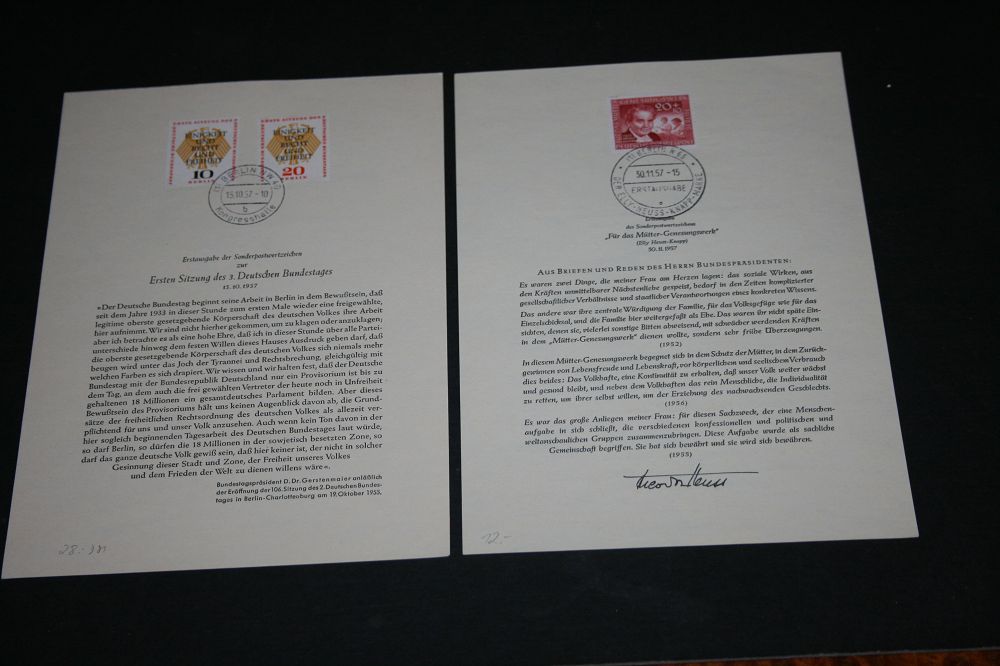 EINIGKEIT
UND
RECHT
UND
FREIHEIT
10
BERLIN
EINIGKEIT
UND
RECHT
UND
FREIHEIT
20
BERLIN
BERLIN NW 40
15.10.57-10
b
Kongresshalle
Erstausgabe der Sonderpostwertzeichen
zur
Ersten Sitzung des 3. Deutschen Bundestages
15.10.1957
»Der Deutsche Bundestag beginnt seine Arbeit in Berlin in dem Bewußtsein, daß
seit dem Jahre 1933 in dieser Stunde zum ersten Male wieder eine freigewählte,
legitime oberste gesetzgebende Körperschaft des deutschen Volkes ihre Arbeit
hier aufnimmt. Wir sind nicht hierher gekommen, um zu klagen oder anzuklagen;
aber ich betrachte es als eine hohe Ehre, daß ich in dieser Stunde über alle Partei-
unterschiede hinweg dem festen Willen dieses Hauses Ausdruck geben darf, daß
die oberste gesetzgebende Körperschaft des deutschen Volkes sich niemals mehr
beugen wird unter das Joch der Tyrannei und Rechtsbrechung, gleichgültig mit
welchen Farben es sich drapiert. Wir wissen und wir halten fest, daß der Deutsche
Bundestag mit der Bundesrepublik Deutschland nur ein Provisorium ist bis zu
dem Tag, an dem auch die frei gewählten Vertreter der heute noch in Unfreiheit
gehaltenen 18 Millionen ein gesamtdeutsches Parlament bilden. Aber dieses
Bewußtsein des Provisoriums hält uns keinen Augenblick davon ab, die Grund-
sätze der freiheitlichen Rechtsordnung des deutschen Volkes als allezeit ver-
pflichtend für uns und unser Volk anzusehen. Auch wenn kein Ton davon in der
hier sogleich beginnenden Tagesarbeit des Deutschen Bundestages laut würde,
so darf Berlin, so dürfen die 18 Millionen in der sowjetisch besetzten Zone, so
darf das ganze deutsche Volk gewiß sein, daß hier keiner ist, der nicht in solcher
Gesinnung dieser Stadt und Zone, der Freiheit unseres Volkes
und dem Frieden der Welt zu dienen willens wäre«.
Bundestagspräsident D. Dr. Gerstenmaier anläßlich
der Eröffnung der 106. Sitzung des 2. Deutschen Bundes-
tages in Berlin-Charlottenburg am 19. Oktober 1955.
28.-
20+
DEUTSCHE BUNDESPOST
BERLIN
30.11.57-15
ERSTAUSGABE
DER ELLY-HEUSS-KNAPP-MARKE
Erstausgabe
des Sonderpostwertzeichens
„Für das Mütter-Genesungswerk“
(Elly Heuss-Knapp)
30.11.1957
AUS BRIEFEN UND REDEN DES HERRN BUNDESPRÄSIDENTEN:
Es waren zwei Dinge, die meiner Frau am Herzen lagen: das soziale Wirken, aus
den Kräften unmittelbarer Nächstenliebe gespeist, bedarf in den Zeiten komplizierter
gesellschaftlicher Verhältnisse und staatlicher Verantwortungen eines konkreten Wissens.
Das andere war ihre zentrale Würdigung der Familie, für das Volksgefüge wie für das
Einzelschicksal, und die Familie hier weitergefaßt als Ehe. Das waren ihr nicht späte Ein-
sichten, denen sie, vielerlei sonstige Bitten abweisend, mit schwächer werdenden Kräften
in dem „Mütter-Genesungswerk“ dienen wollte, sondern sehr frühe Überzeugungen.
(1952)
In diesem Mütter-Genesungswerk begegnet sich in dem Schutz der Mütter, in dem Zurück-
gewinnen von Lebensfreude und Lebenskraft, vor körperlichem und seelischem Verbrauch
dies beides: Das Volkhafte, eine Kontinuität zu erhalten, daß unser Volk weiter wächst
und gesund bleibt, und neben dem Volkhaften das rein Menschliche, die Individualität
zu retten, um ihrer selbst willen, um der Erziehung des nachwachsenden Geschlechts.
(1956)
Es war das große Anliegen meiner Frau: für diesen Sachzweck, der eine Menschen-
aufgabe in sich schließt, die verschiedenen konfessionellen und politischen und
weltanschaulichen Gruppen zusammenzubringen. Diese Aufgabe wurde als sachliche
Gemeinschaft begriffen. Sie hat sich bewährt und sie wird sich bewähren.
(1955)
Theodor Heuss
12.-